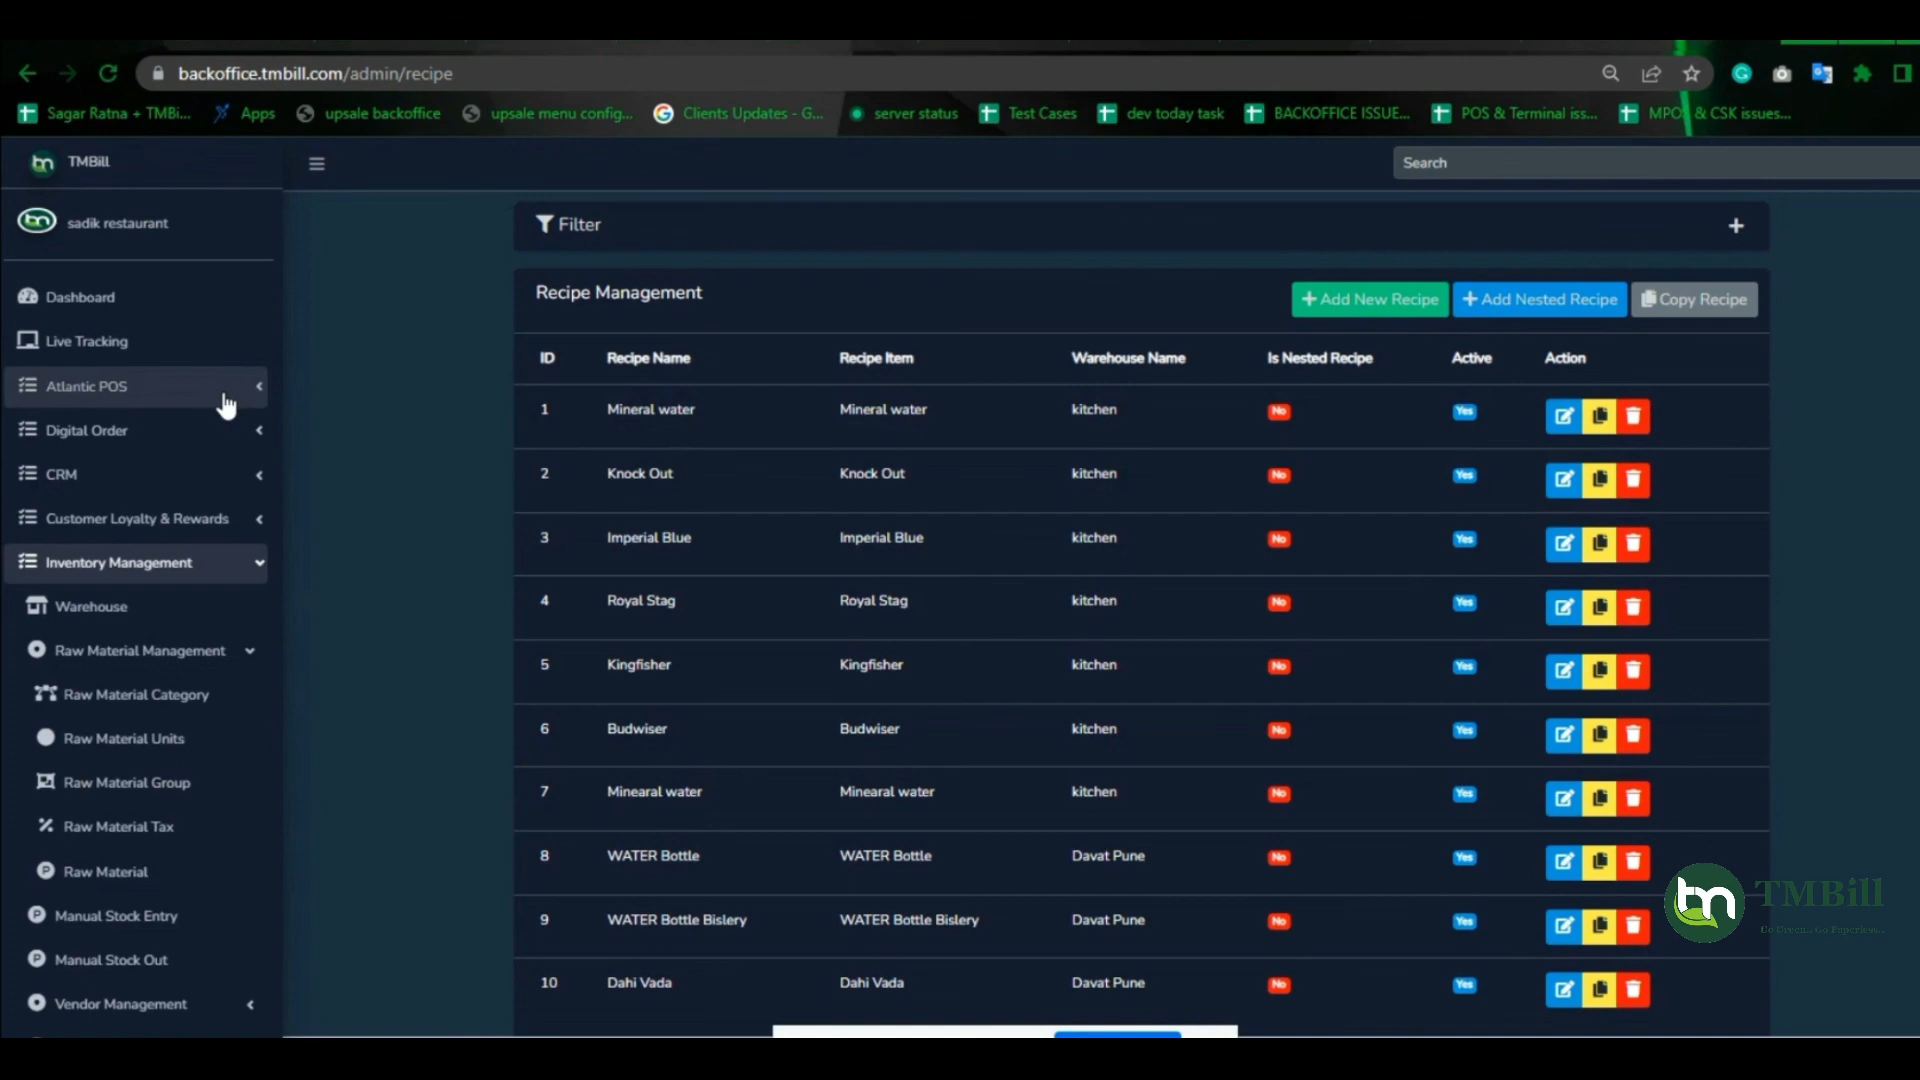 backoffice.tmbill.com/admin/recipe
Sagar Ratna + TMBi... Apps upsale backoffice upsale menu config... Clients Updates - G... server status Test Cases dev today task BACKOFFICE ISSUE... POS & Terminal iss... MPOS & CSK issues...
TMBill
Search
sadik restaurant
Filter
Dashboard
Live Tracking
Atlantic POS
Digital Order
CRM
Customer Loyalty & Rewards
Inventory Management
Warehouse
Raw Material Management
Raw Material Category
Raw Material Units
Raw Material Group
Raw Material Tax
Raw Material
Manual Stock Entry
Manual Stock Out
Vendor Management
Recipe Management
Add New Recipe Add Nested Recipe Copy Recipe
ID Recipe Name Recipe Item Warehouse Name Is Nested Recipe Active Action
1 Mineral water Mineral water kitchen No Yes
2 Knock Out Knock Out kitchen No Yes
3 Imperial Blue Imperial Blue kitchen No Yes
4 Royal Stag Royal Stag kitchen No Yes
5 Kingfisher Kingfisher kitchen No Yes
6 Budwiser Budwiser kitchen No Yes
7 Minearal water Minearal water kitchen No Yes
8 WATER Bottle WATER Bottle Davat Pune No Yes
9 WATER Bottle Bislery WATER Bottle Bislery Davat Pune No Yes
10 Dahi Vada Dahi Vada Davat Pune No Yes
TMBill
Go Green... Go Paperless...